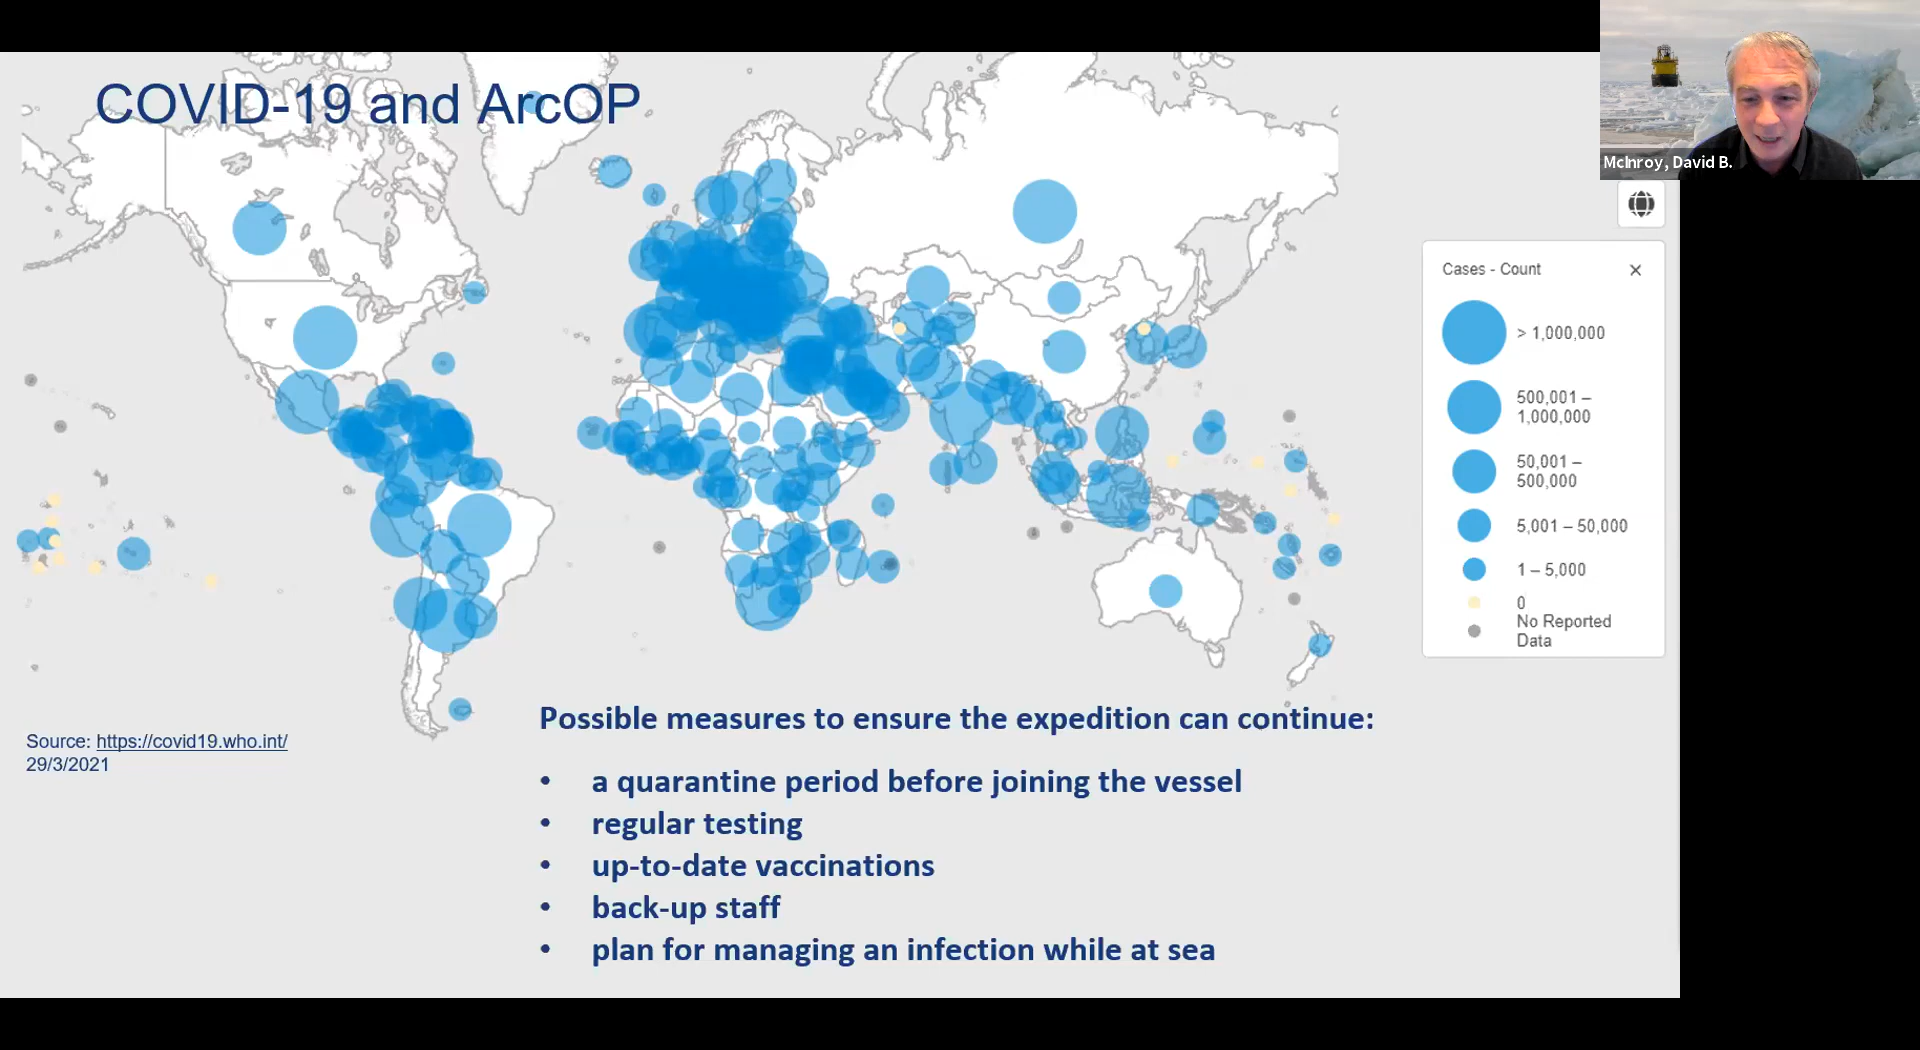 COVID-19 and ArcOP
McInroy, David B.
Cases - Count
> 1,000,000
500,001 –
1,000,000
50,001 –
500,000
5,001 – 50,000
1 – 5,000
0
No Reported
Data
Source: https://covid19.who.int/
29/3/2021
Possible measures to ensure the expedition can continue:
• a quarantine period before joining the vessel
• regular testing
• up-to-date vaccinations
• back-up staff
• plan for managing an infection while at sea